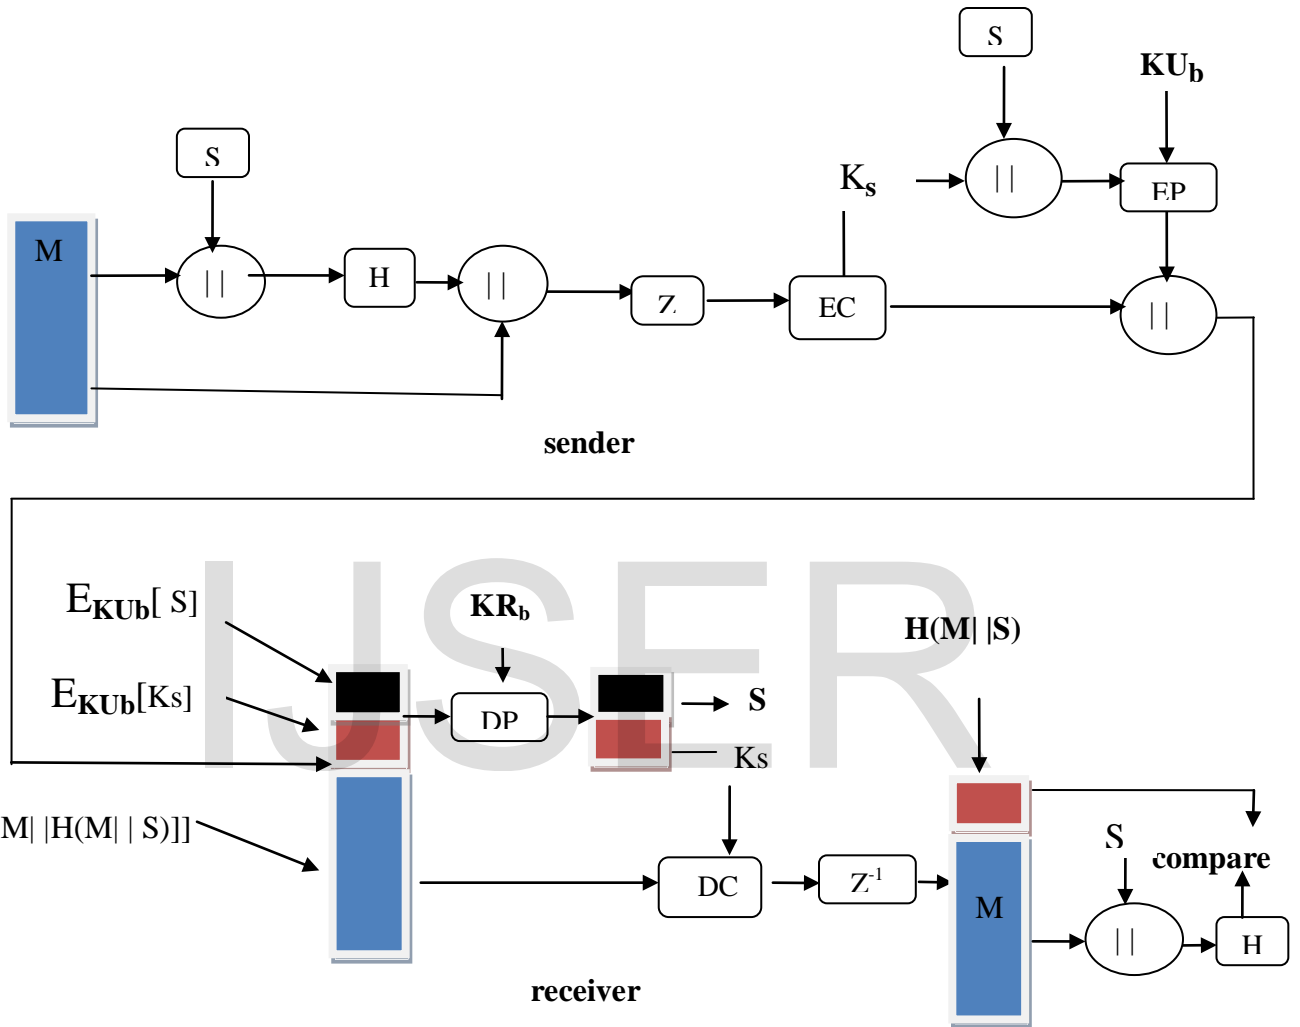 S
KUb
S
Ks
| |
EP
M
| |
H
| |
Z
EC
| |
sender
IJSER
EKUb[ S]
KRb
H(M| |S)
EKUb[Ks]
DP
S
Ks
M| |H(M| | S)]]
S
compare
DC
Z-1
M
| |
H
receiver